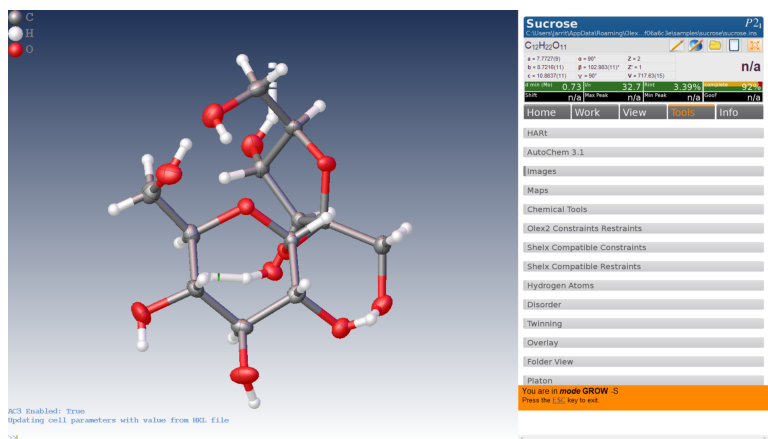 C
H
O
AC3 Enabled: True
Updating cell parameters with value from HKL file
>>
Sucrose P2₁
C₁₂H₂₂O₁₁
n/a
a = 7.7727(9) α = 90° Z = 2
b = 8.7216(11) β = 102.983(11)° Z' = 1
c = 10.8637(11) γ = 90° V = 717.63(15)
d min (Mo) 0.73 I/σ 32.7 Rint 3.39% complete 92%
Shift n/a Max Peak n/a Min Peak n/a GooF n/a
Home Work View Tools Info
HARt
AutoChem 3.1
Images
Maps
Chemical Tools
Olex2 Constraints Restraints
Shelx Compatible Constraints
Shelx Compatible Restraints
Hydrogen Atoms
Disorder
Twinning
Overlay
Folder View
Platon
You are in mode GROW -S
Press the ESC key to exit.